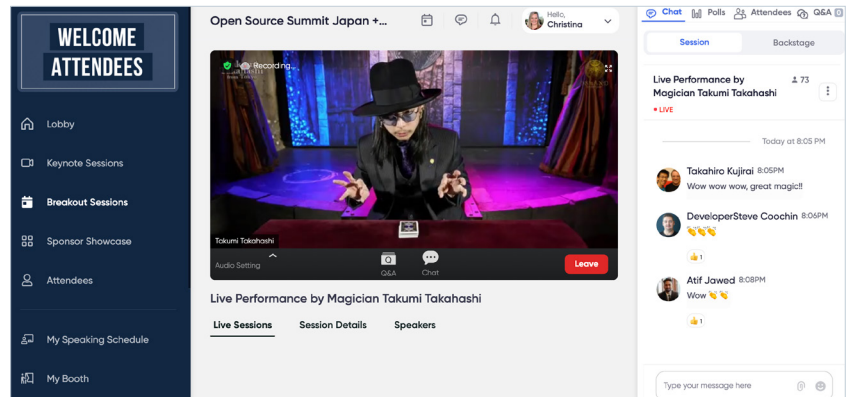 WELCOME
ATTENDEES
Lobby
Keynote Sessions
Breakout Sessions
Sponsor Showcase
Attendees
My Speaking Schedule
My Booth
Open Source Summit Japan +...
Hello,
Christina
Recording...
Takumi Takahashi
Audio Setting
Q&A
Chat
Leave
Live Performance by Magician Takumi Takahashi
Live Sessions Session Details Speakers
Chat Polls Attendees Q&A 0
Session Backstage
Live Performance by
Magician Takumi Takahashi
73
LIVE
Today at 8:05 PM
Takahiro Kujirai 8:05PM
Wow wow wow, great magic!!
DeveloperSteve Coochin 8:06PM
👏👏👏
👍 1
Atif Jawed 8:08PM
Wow 👏👏
👍 1
Type your message here